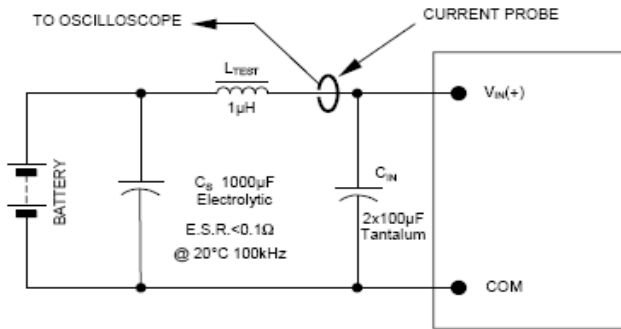 TO OSCILLOSCOPE
CURRENT PROBE
LTEST
1µH
VIN(+)
BATTERY
CS 1000µF
Electrolytic
E.S.R.<0.1Ω
@ 20°C 100kHz
CIN
2x100µF
Tantalum
COM